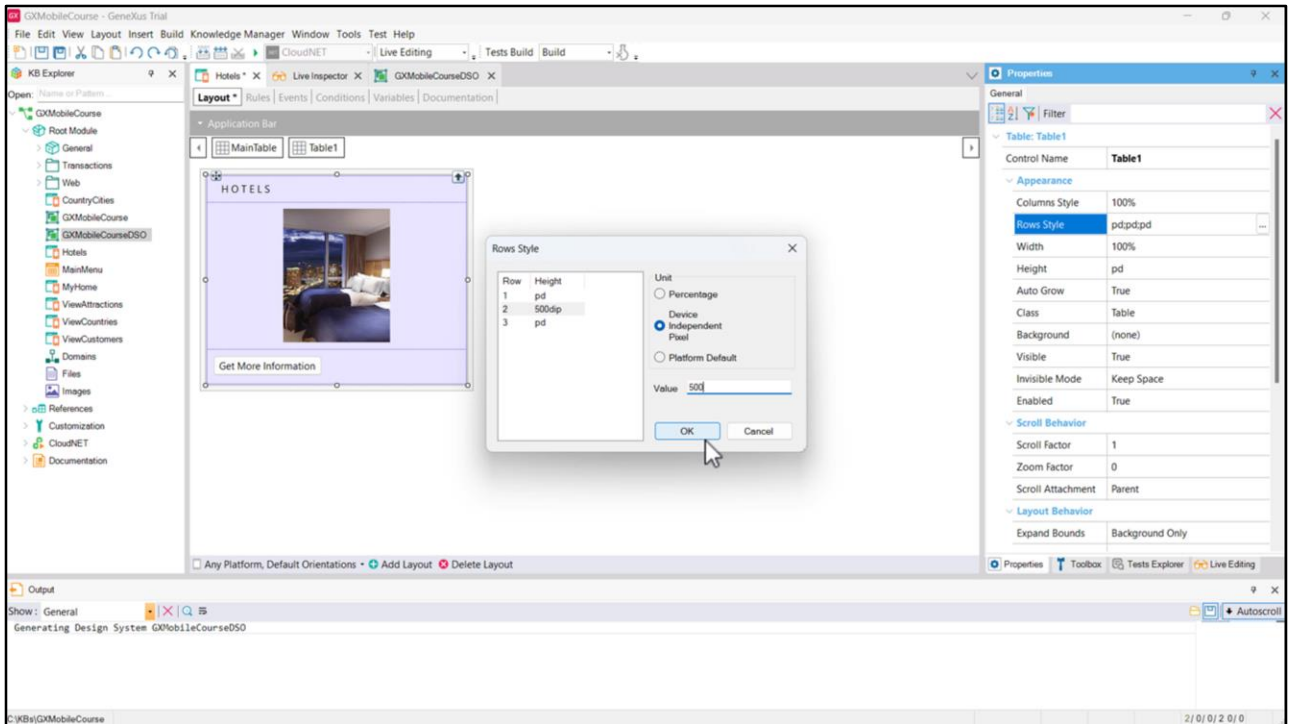 GX GXMobileCourse - GeneXus Trial
File Edit View Layout Insert Build Knowledge Manager Window Tools Test Help
CloudNET Live Editing Tests Build Build
KB Explorer
Open: Name or Pattern...
GXMobileCourse
Root Module
General
Transactions
Web
CountryCities
GXMobileCourse
GXMobileCourseDSO
Hotels
MainMenu
MyHome
ViewAttractions
ViewCountries
ViewCustomers
Domains
Files
Images
References
Customization
CloudNET
Documentation
Hotels * X Live Inspector X GXMobileCourseDSO X
Layout * Rules Events Conditions Variables Documentation
Application Bar
MainTable Table1
HOTELS
Get More Information
Rows Style
Row Height
1 pd
2 500dip
3 pd
Unit
Percentage
Device
Independent
Pixel
Platform Default
Value 500
OK Cancel
Any Platform, Default Orientations Add Layout Delete Layout
Properties
General
Filter
Table: Table1
Control Name Table1
Appearance
Columns Style 100%
Rows Style pd;pd;pd ...
Width 100%
Height pd
Auto Grow True
Class Table
Background (none)
Visible True
Invisible Mode Keep Space
Enabled True
Scroll Behavior
Scroll Factor 1
Zoom Factor 0
Scroll Attachment Parent
Layout Behavior
Expand Bounds Background Only
Properties Toolbox Tests Explorer Live Editing
Output
Show: General Autoscroll
Generating Design System GXMobileCourseDSO
C:\KBs\GXMobileCourse 2/0/0/2 0/0